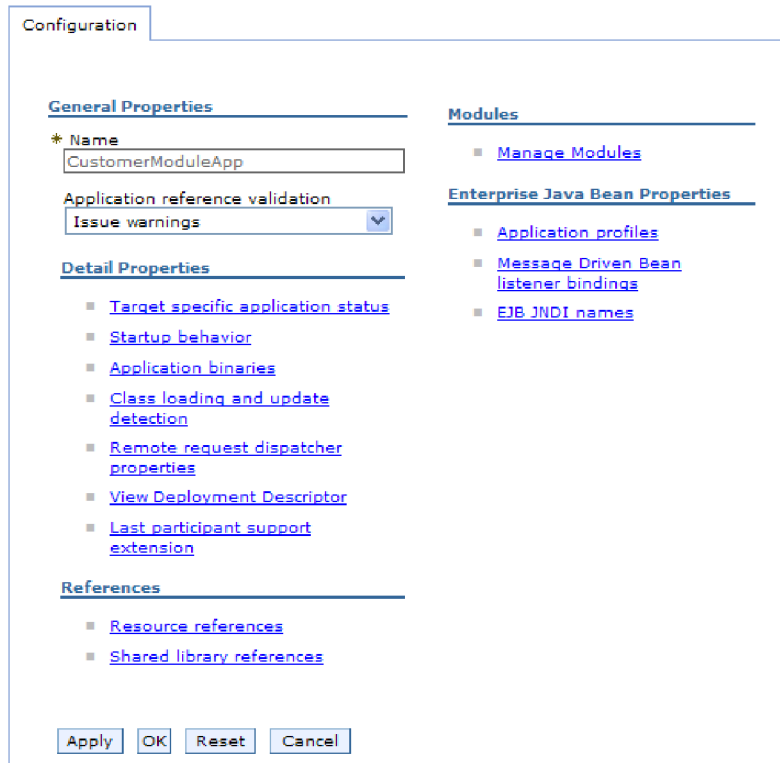 Configuration
General Properties
* Name
CustomerModuleApp
Application reference validation
Issue warnings
Detail Properties
Target specific application status
Startup behavior
Application binaries
Class loading and update
detection
Remote request dispatcher
properties
View Deployment Descriptor
Last participant support
extension
References
Resource references
Shared library references
Modules
Manage Modules
Enterprise Java Bean Properties
Application profiles
Message Driven Bean
listener bindings
EJB JNDI names
Apply OK Reset Cancel